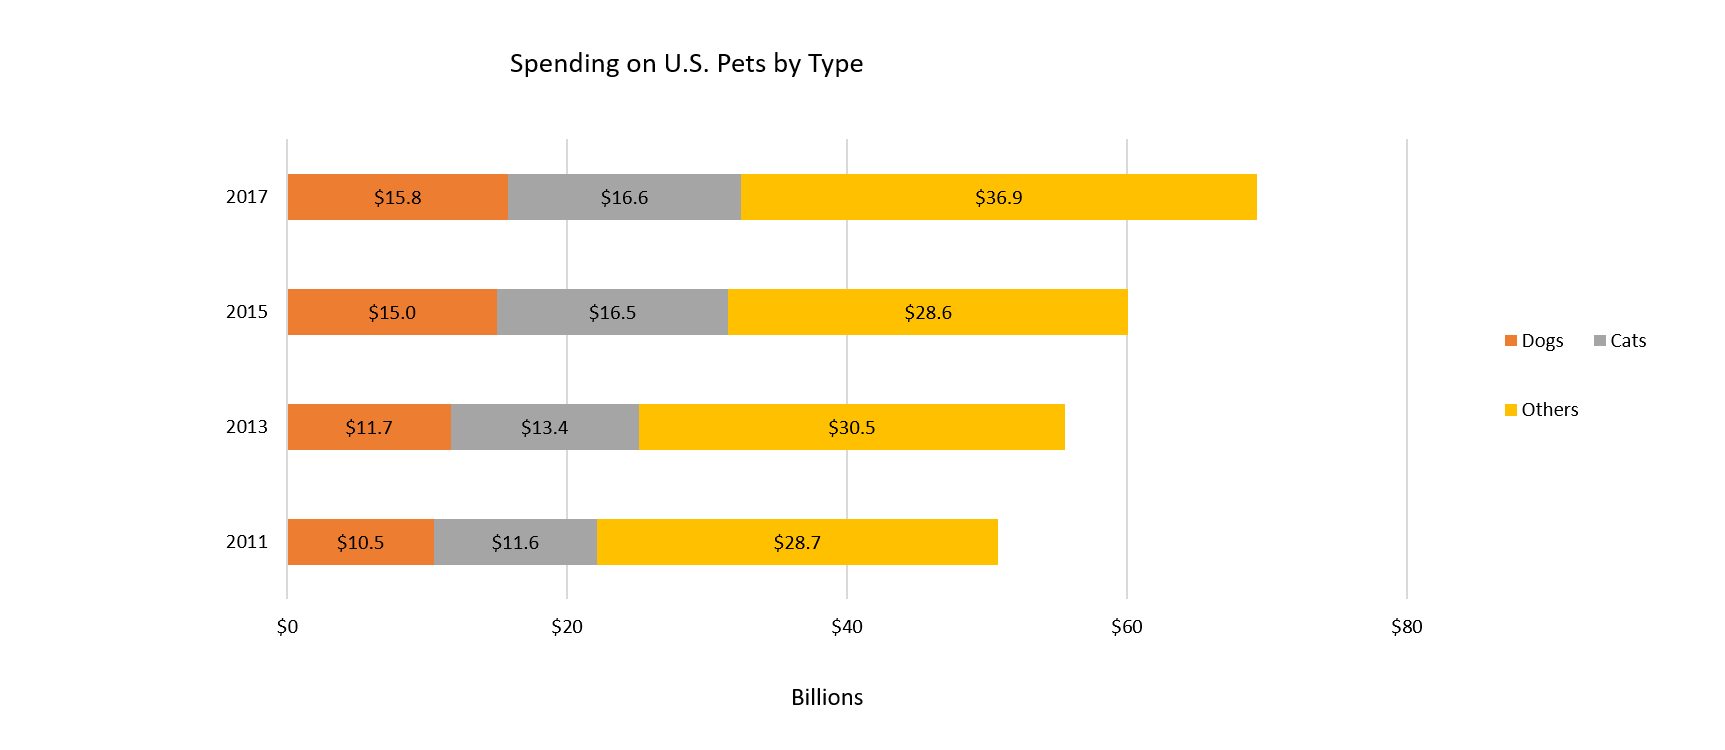 Spending on U.S. Pets by Type
2017 $15.8 $16.6 $36.9
2015 $15.0 $16.5 $28.6
Dogs Cats
Others
2013 $11.7 $13.4 $30.5
2011 $10.5 $11.6 $28.7
$0 $20 $40 $60 $80
Billions